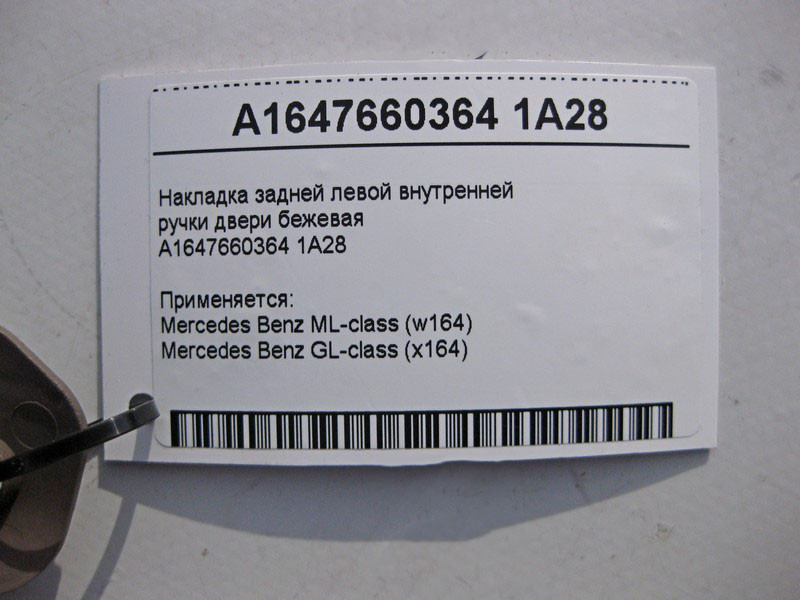 A1647660364 1A28
Накладка задней левой внутренней
ручки двери бежевая
A1647660364 1A28
Применяется:
Mercedes Benz ML-class (w164)
Mercedes Benz GL-class (x164)